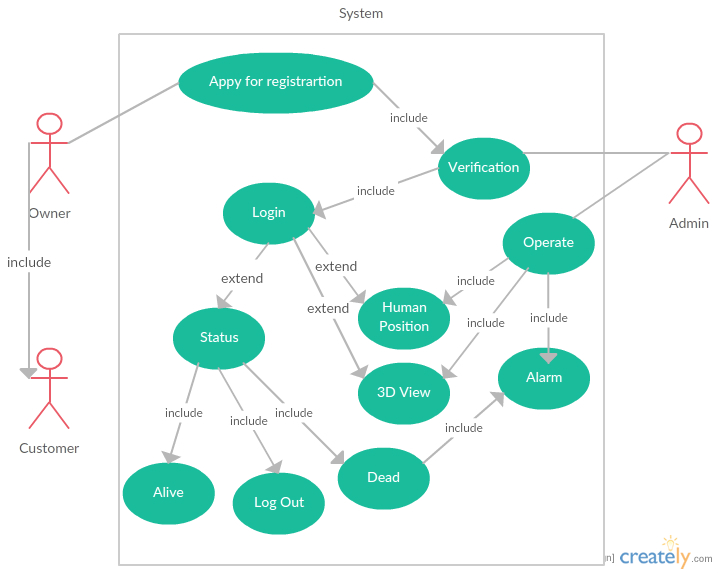 System
Appy for registrartion
include
Verification
include
Login
Owner
Admin
Operate
include
extend
extend
include
extend
Human
Position
include
include
Status
3D View
Alarm
include
include
include
include
Customer
Dead
Alive
Log Out
un]
creately.com